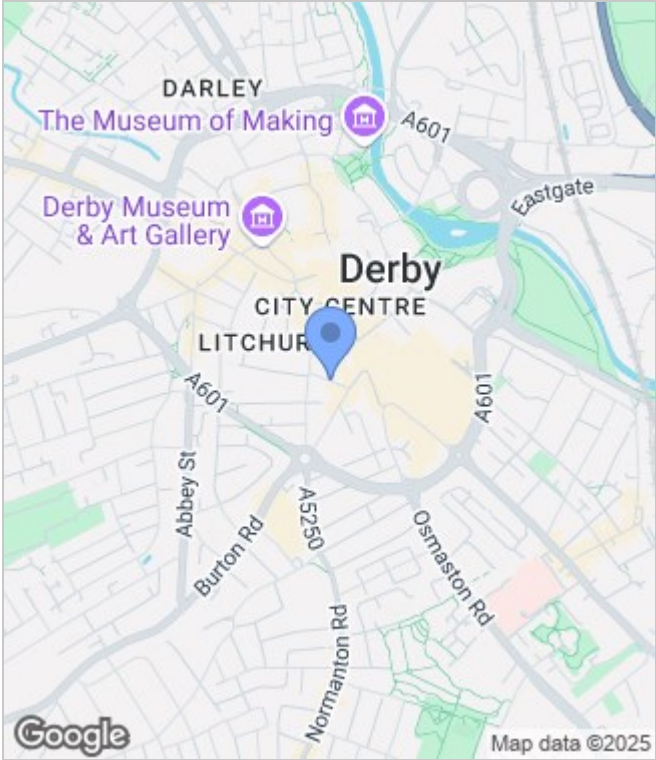 DARLEY
The Museum of Making
A601
Eastgate
Derby Museum
& Art Gallery
Derby
CITY CENTRE
LITCHUR
A601
A601
Abbey St
A5250
Burton Rd
Osmaston Rd
Normanton Rd
Google
Map data ©2025